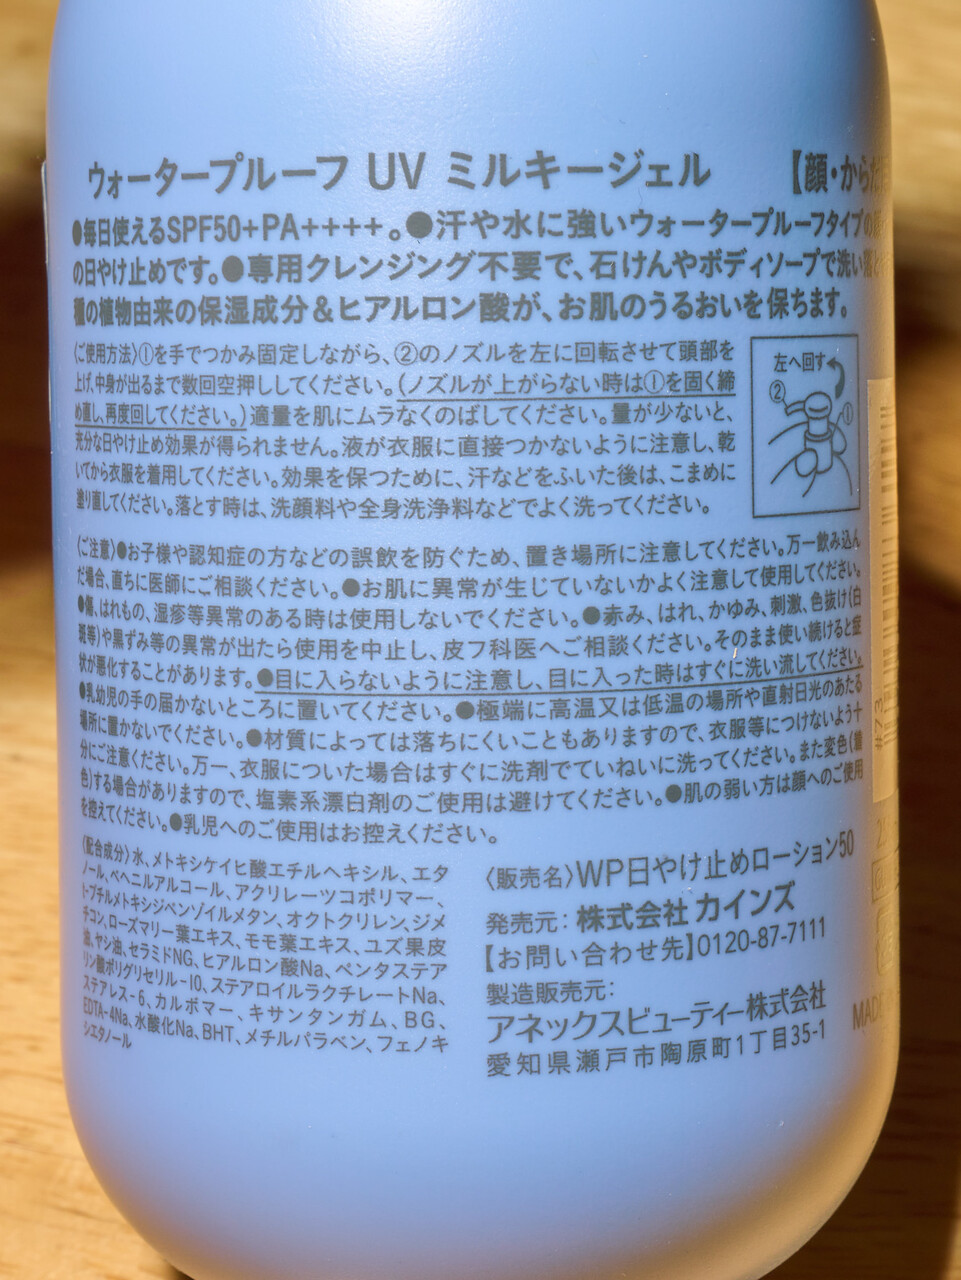 ウォータープルーフ UV ミルキージェル 【顔・から
●毎日使えるSPF50+PA++++。●汗や水に強いウォータープルーフタイプの
の日やけ止めです。●専用クレンジング不要で、石けんやボディソープで洗い
種の植物由来の保湿成分&ヒアルロン酸が、お肌のうるおいを保ちます。
〈ご使用方法〉①を手でつかみ固定しながら、②のノズルを左に回転させて頭部を
上げ、中身が出るまで数回空押ししてください。(ノズルが上がらない時は①を固く締
め直し、再度回してください。)適量を肌にムラなくのばしてください。量が少ないと、
充分な日やけ止め効果が得られません。液が衣服に直接つかないように注意し、乾
いてから衣服を着用してください。効果を保つために、汗などをふいた後は、こまめに
塗り直してください。落とす時は、洗顔料や全身洗浄料などでよく洗ってください。
左へ回す
②
①
〈ご注意〉●お子様や認知症の方などの誤飲を防ぐため、置き場所に注意してください。万一飲み込ん
だ場合、直ちに医師にご相談ください。●お肌に異常が生じていないかよく注意して使用してください。
●傷、はれもの、湿疹等異常のある時は使用しないでください。●赤み、はれ、かゆみ、刺激、色抜け(白
斑等)や黒ずみ等の異常が出たら使用を中止し、皮フ科医へご相談ください。そのまま使い続けると症
状が悪化することがあります。●目に入らないように注意し、目に入った時はすぐに洗い流してください。
●乳幼児の手の届かないところに置いてください。●極端に高温又は低温の場所や直射日光のあたる
場所に置かないでください。●材質によっては落ちにくいこともありますので、衣服等につけないよう十
分にご注意ください。万一、衣服についた場合はすぐに洗剤でていねいに洗ってください。また変色(着
色)する場合がありますので、塩素系漂白剤のご使用は避けてください。●肌の弱い方は顔へのご使用
を控えてください。●乳児へのご使用はお控えください。
〈配合成分〉水、メトキシケイヒ酸エチルヘキシル、エタ
ノール、ベヘニルアルコール、アクリレーツコポリマー、
t-ブチルメトキシジベンゾイルメタン、オクトクリレン、ジメ
チコン、ローズマリー葉エキス、モモ葉エキス、ユズ果皮
油、ヤシ油、セラミドNG、ヒアルロン酸Na、ペンタステア
リン酸ポリグリセリル-10、ステアロイルラクチレートNa、
ステアレス-6、カルボマー、キサンタンガム、BG、
EDTA-4Na、水酸化Na、BHT、メチルパラベン、フェノキ
シエタノール
〈販売名〉WP日やけ止めローション50
発売元：株式会社 カインズ
【お問い合わせ先】0120-87-7111
製造販売元：
アネックスビューティー株式会社
愛知県瀬戸市陶原町1丁目35-1
#73
MADE